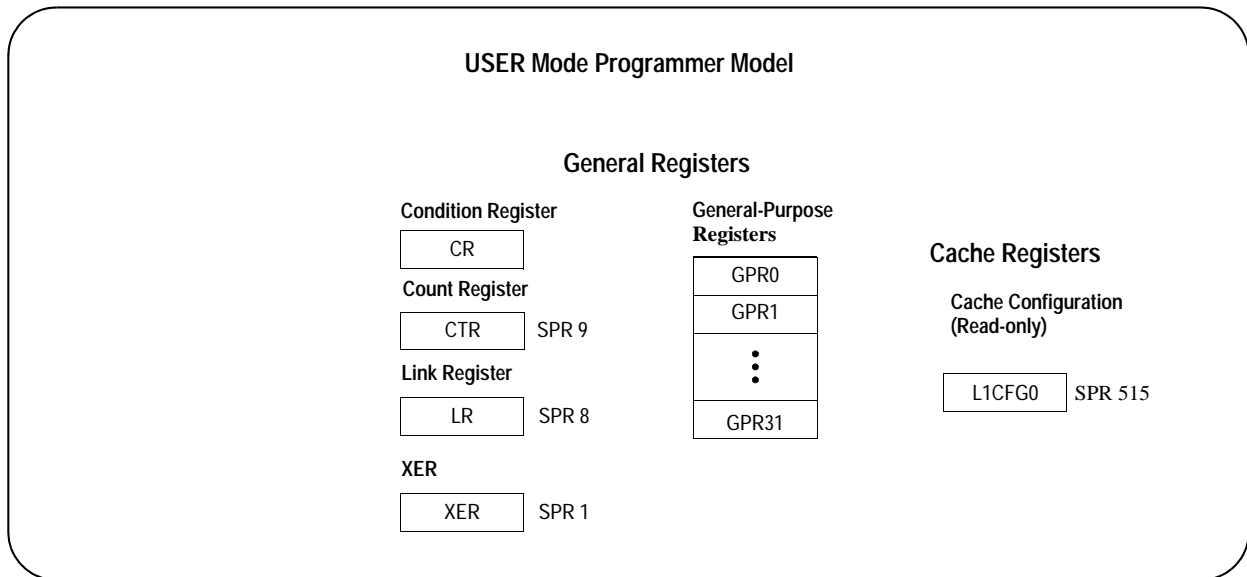 USER Mode Programmer Model
General Registers
Condition Register
CR
Count Register
CTR SPR 9
Link Register
LR SPR 8
XER
XER SPR 1
General-Purpose
Registers
GPR0
GPR1
GPR31
Cache Registers
Cache Configuration
(Read-only)
L1CFG0 SPR 515